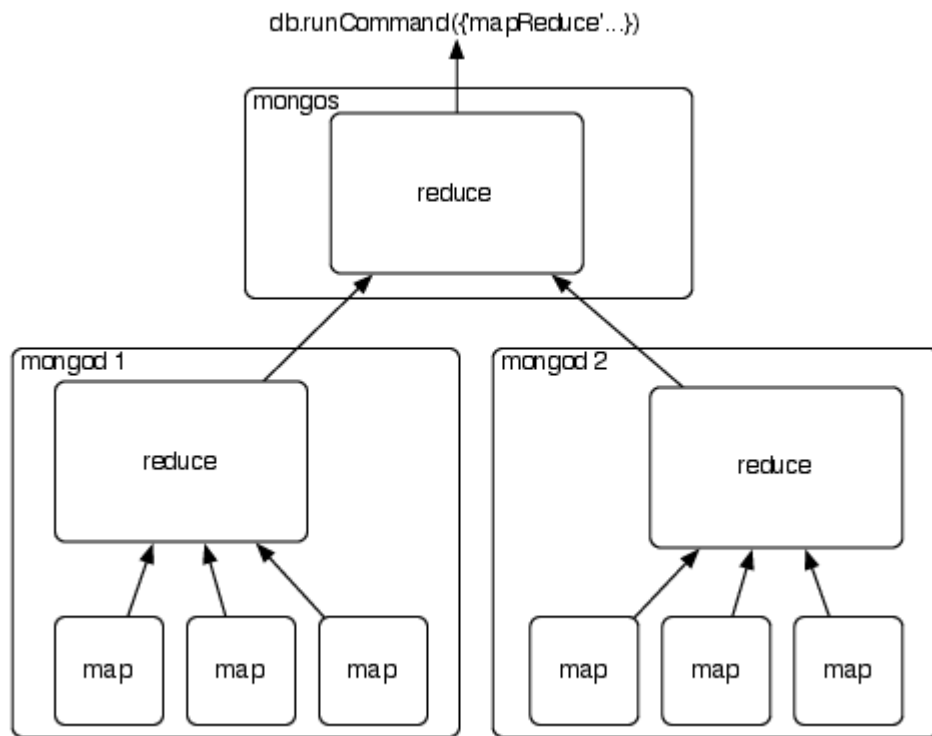 db.runCommand({'mapReduce'...})
mongos
reduce
mongod 1
mongod 2
reduce
reduce
map
map
map
map
map
map